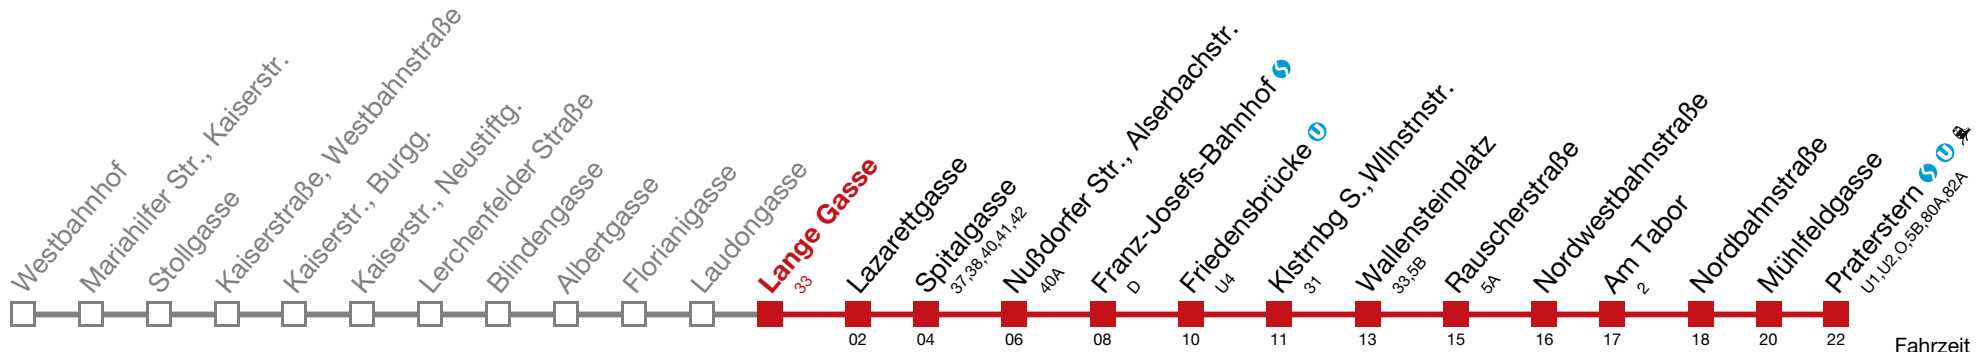 Westbahnhof
Mariahilfer Str., Kaiserstr.
Stollgasse
Kaiserstraße, Westbahnstraße
Kaiserstr., Burgg.
Kaiserstr., Neustiftg.
Lerchenfelder Straße
Blindengasse
Albertgasse
Florianigasse
Laudongasse
Lange Gasse
33
Lazarettgasse
02
Spitalgasse
37,38,40,41,42
04
Nußdorfer Str., Alserbachstr.
40A
06
Franz-Josefs-Bahnhof S
D
08
Friedensbrücke U
U4
10
Klstrnbg S.,Wllnstnstr.
31
11
Wallensteinplatz
33,5B
13
Rauscherstraße
5A
15
Nordwestbahnstraße
16
Am Tabor
2
17
Nordbahnstraße
18
Mühlfeldgasse
20
Praterstern S U
U1,U2,O,5B,80A,82A
22
Fahrzeit